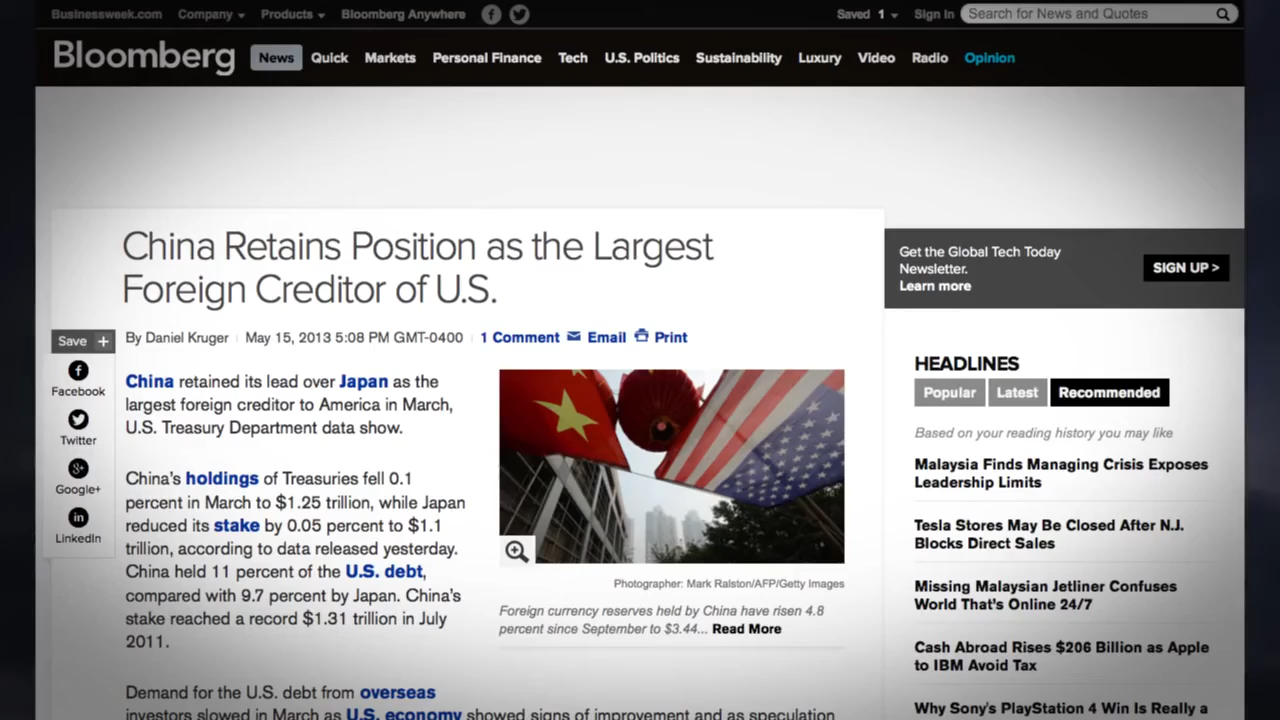 Businessweek.com Company Products Bloomberg Anywhere Saved 1 Sign In Search for News and Quotes
Bloomberg News Quick Markets Personal Finance Tech U.S. Politics Sustainability Luxury Video Radio Opinion
China Retains Position as the Largest
Foreign Creditor of U.S.
By Daniel Kruger May 15, 2013 5:08 PM GMT-0400 1 Comment Email Print
Save +
Facebook
Twitter
Google+
in
LinkedIn
China retained its lead over Japan as the
largest foreign creditor to America in March,
U.S. Treasury Department data show.
China's holdings of Treasuries fell 0.1
percent in March to $1.25 trillion, while Japan
reduced its stake by 0.05 percent to $1.1
trillion, according to data released yesterday.
China held 11 percent of the U.S. debt,
compared with 9.7 percent by Japan. China's
stake reached a record $1.31 trillion in July
2011.
Demand for the U.S. debt from overseas
investors slowed in March as U.S. economy showed signs of improvement and as speculation
Photographer: Mark Ralston/AFP/Getty Images
Foreign currency reserves held by China have risen 4.8
percent since September to $3.44... Read More
Get the Global Tech Today
Newsletter.
Learn more
SIGN UP >
HEADLINES
Popular Latest Recommended
Based on your reading history you may like
Malaysia Finds Managing Crisis Exposes
Leadership Limits
Tesla Stores May Be Closed After N.J.
Blocks Direct Sales
Missing Malaysian Jetliner Confuses
World That's Online 24/7
Cash Abroad Rises $206 Billion as Apple
to IBM Avoid Tax
Why Sony's PlayStation 4 Win Is Really a